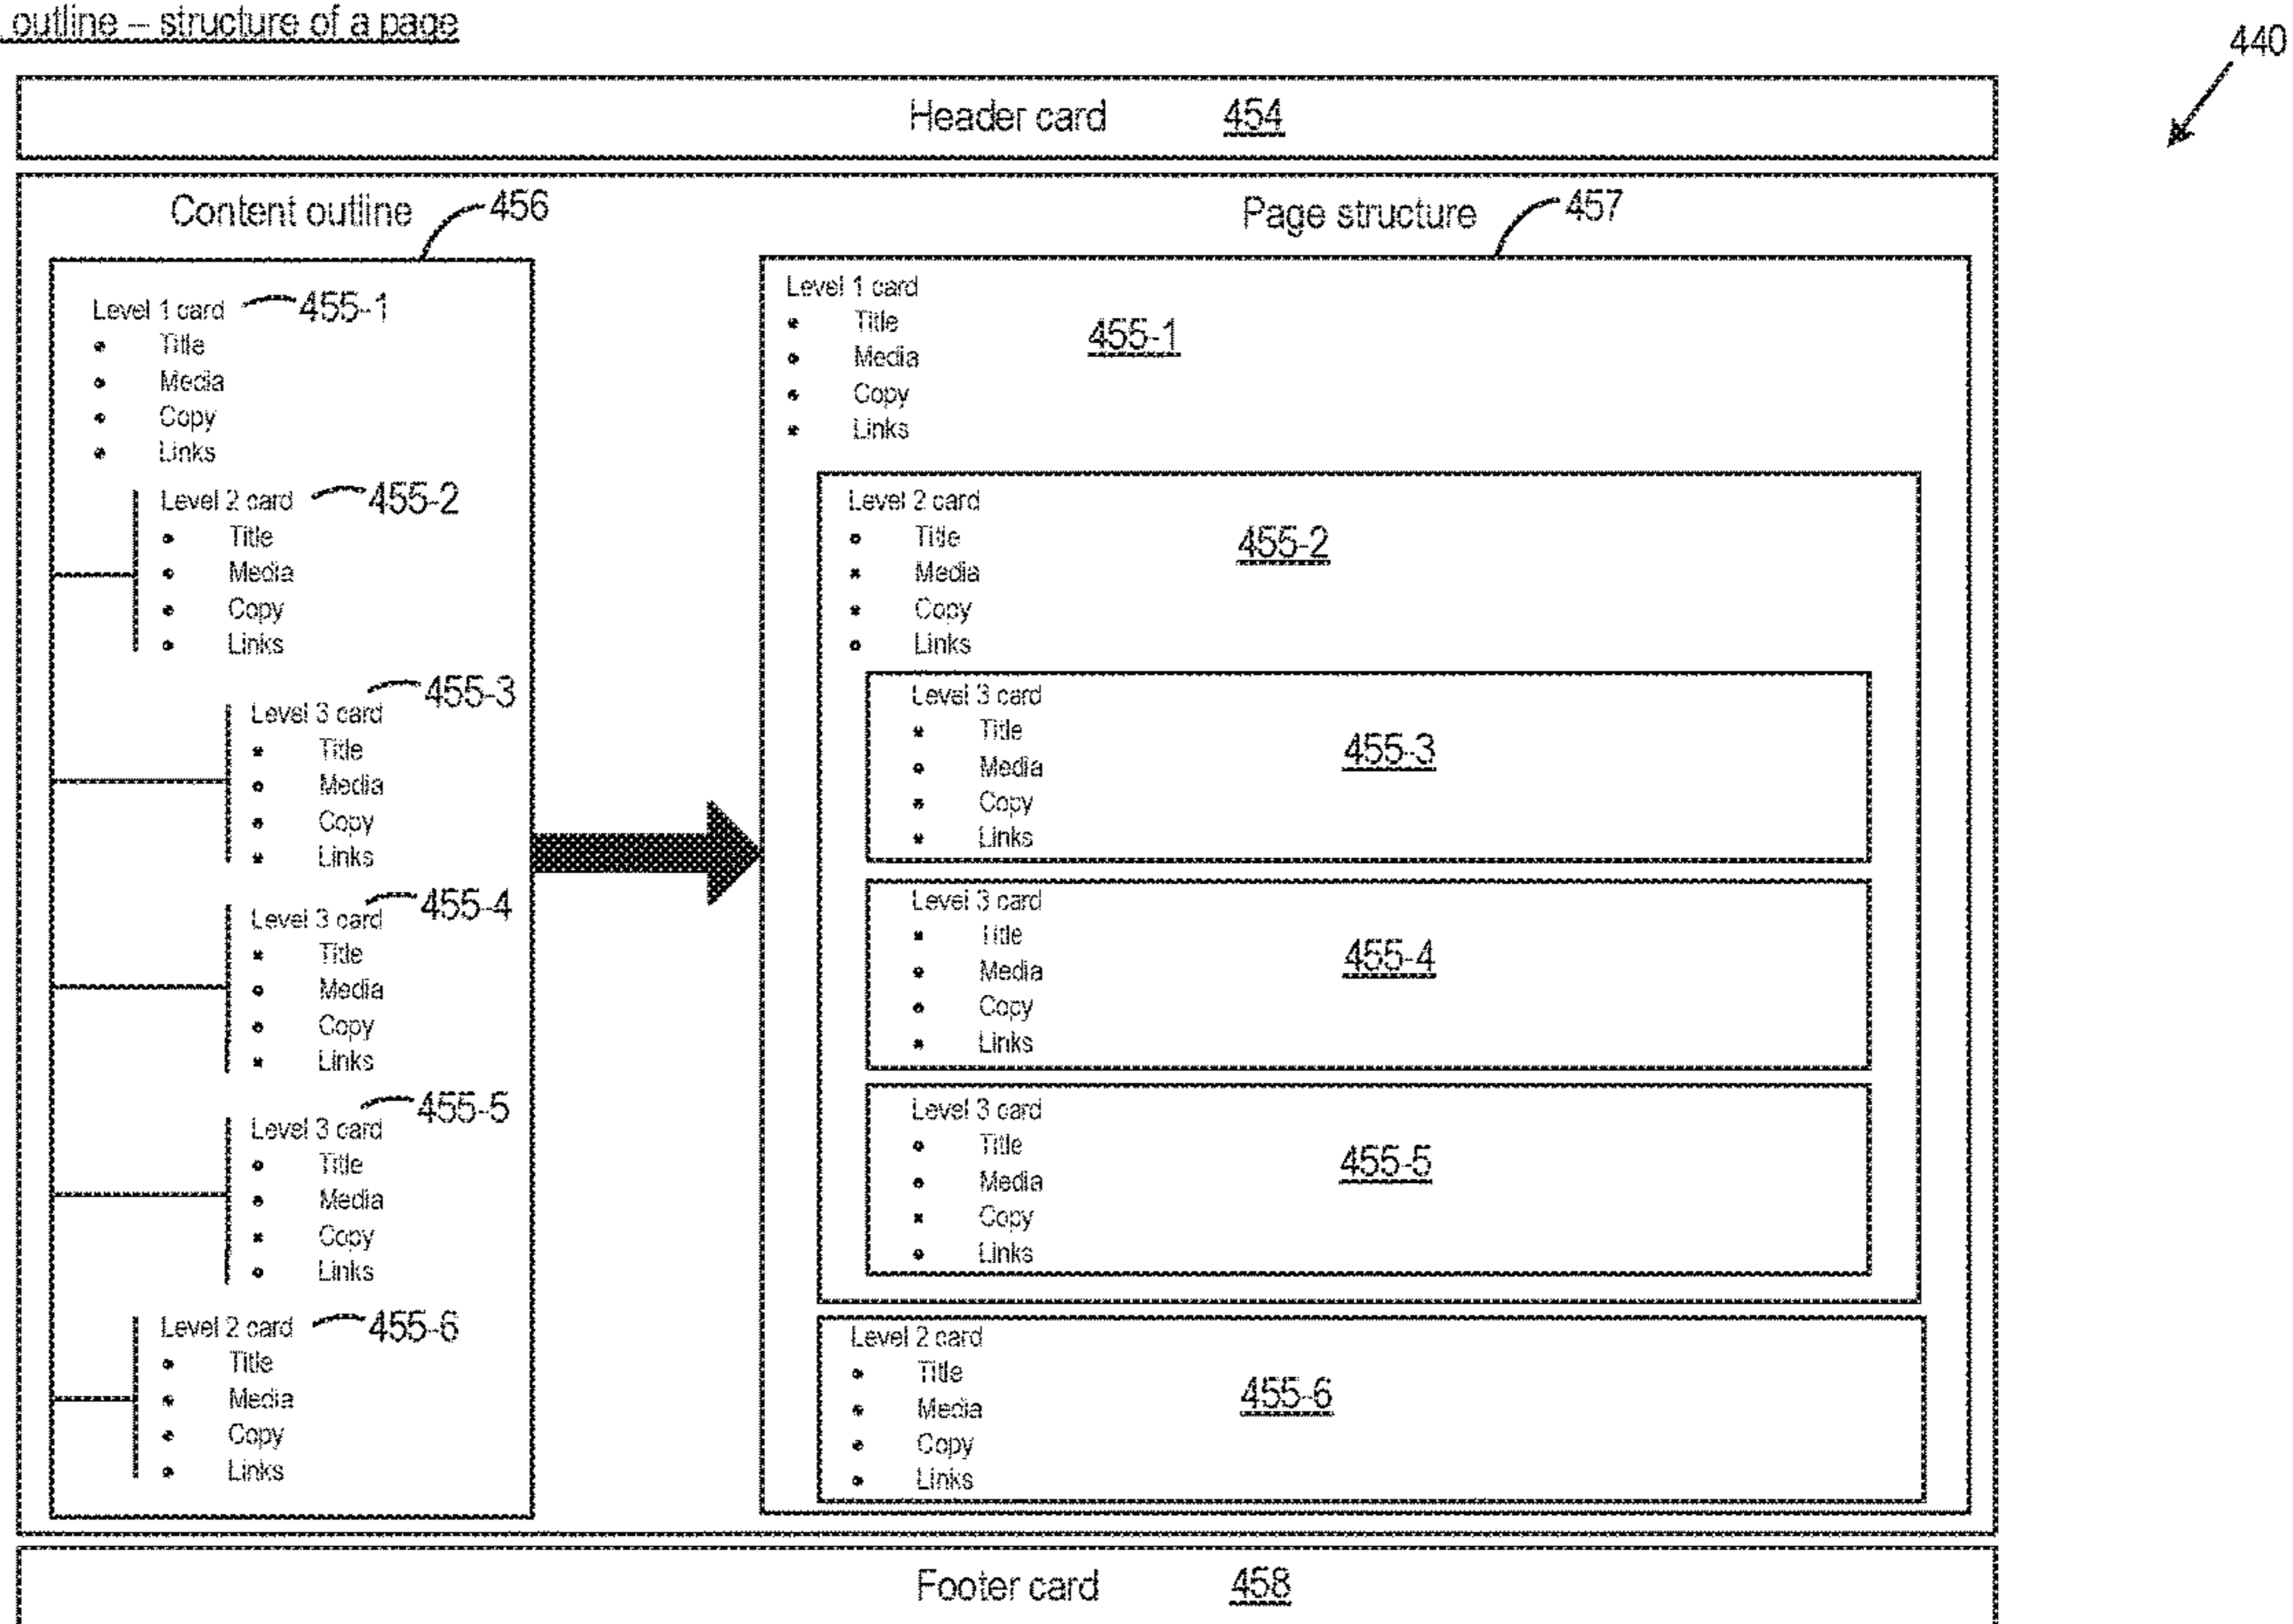 outline – structure of a page
440
Header card 454
Content outline 456
Level 1 card 455-1
• Title
• Media
• Copy
• Links
Level 2 card 455-2
• Title
• Media
• Copy
• Links
Level 3 card 455-3
• Title
• Media
• Copy
• Links
Level 3 card 455-4
• Title
• Media
• Copy
• Links
Level 3 card 455-5
• Title
• Media
• Copy
• Links
Level 2 card 455-6
• Title
• Media
• Copy
• Links
Page structure 457
Level 1 card
• Title
455-1
• Media
• Copy
• Links
Level 2 card
• Title
455-2
• Media
• Copy
• Links
Level 3 card
• Title
455-3
• Media
• Copy
• Links
Level 3 card
• Title
455-4
• Media
• Copy
• Links
Level 3 card
• Title
455-5
• Media
• Copy
• Links
Level 2 card
• Title
455-6
• Media
• Copy
• Links
Footer card 458